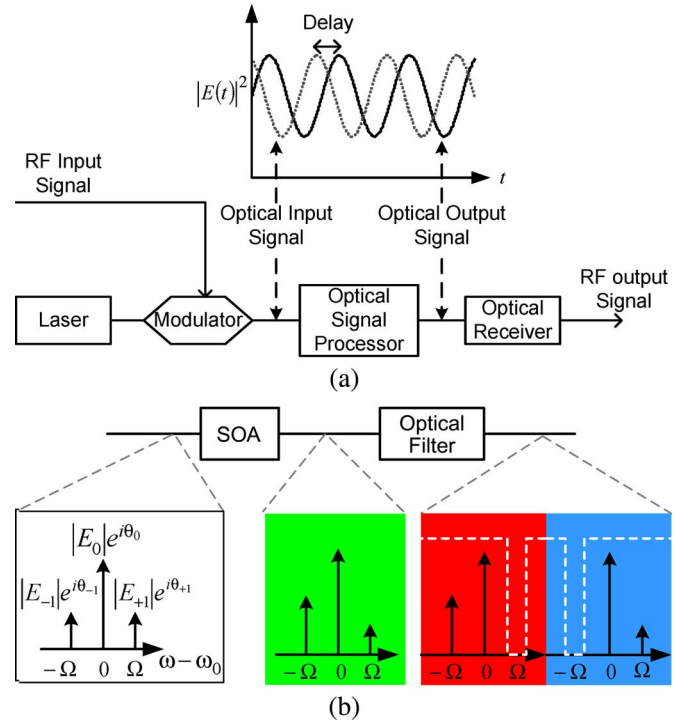 Delay
|E(t)|²
t
RF Input
Signal
Optical Input
Signal
Optical Output
Signal
RF output
Signal
Laser
Modulator
Optical
Signal
Processor
Optical
Receiver
(a)
SOA
Optical
Filter
|E₀|e^{iθ₀}
|E₋₁|e^{iθ₋₁}
|E₊₁|e^{iθ₊₁}
−Ω 0 Ω ω−ω₀
−Ω 0 Ω
−Ω 0 Ω
−Ω 0 Ω
(b)